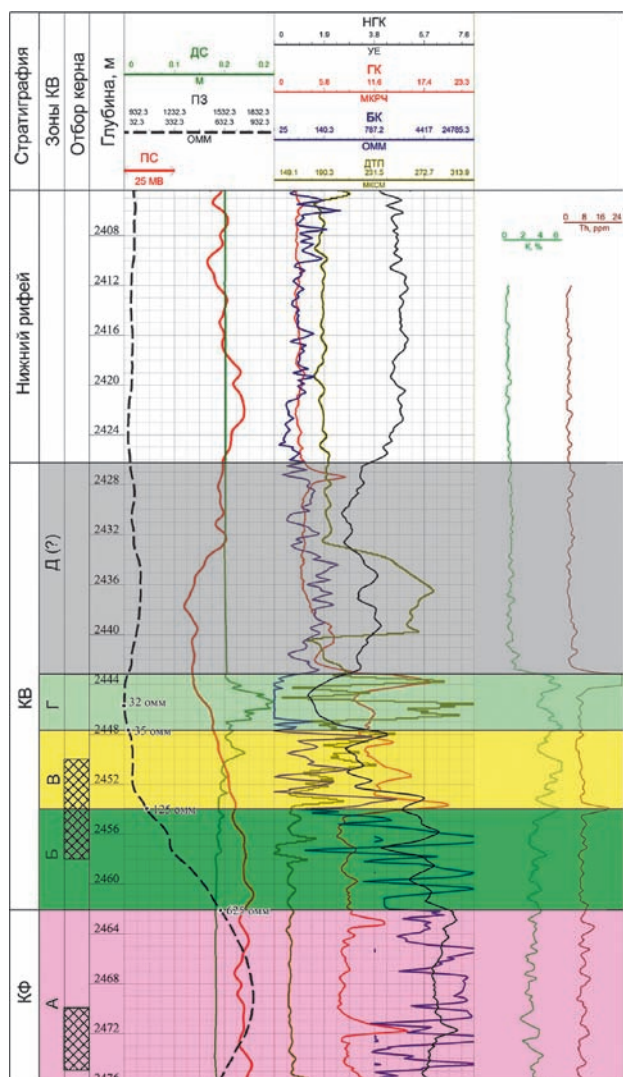 Стратиграфия
Зоны КВ
Отбор керна
Глубина, м
ДС
0 0.1 0.2 0.2
М
ПЗ
932.3 1232.3 1532.3 1832.3
32.3 332.3 632.3 932.3
ОММ
ПС
25 МВ
НГК
0 1.9 3.8 5.7 7.6
УЕ
ГК
0 5.8 11.6 17.4 23.3
МКРЧ
БК
25 140.3 787.2 4417 24785.3
ОММ
ДТП
149.1 190.3 231.5 272.7 313.9
МКСМ
0 2 4 6
K, %
0 8 16 24
Th, ppm
Нижний рифей
2408
2412
2416
2420
2424
КВ
Д (?)
2428
2432
2436
2440
Г
2444
32 ОММ
2448
35 ОММ
В
2452
125 ОММ
Б
2456
2460
625 ОММ
КФ
А
2464
2468
2472
2476